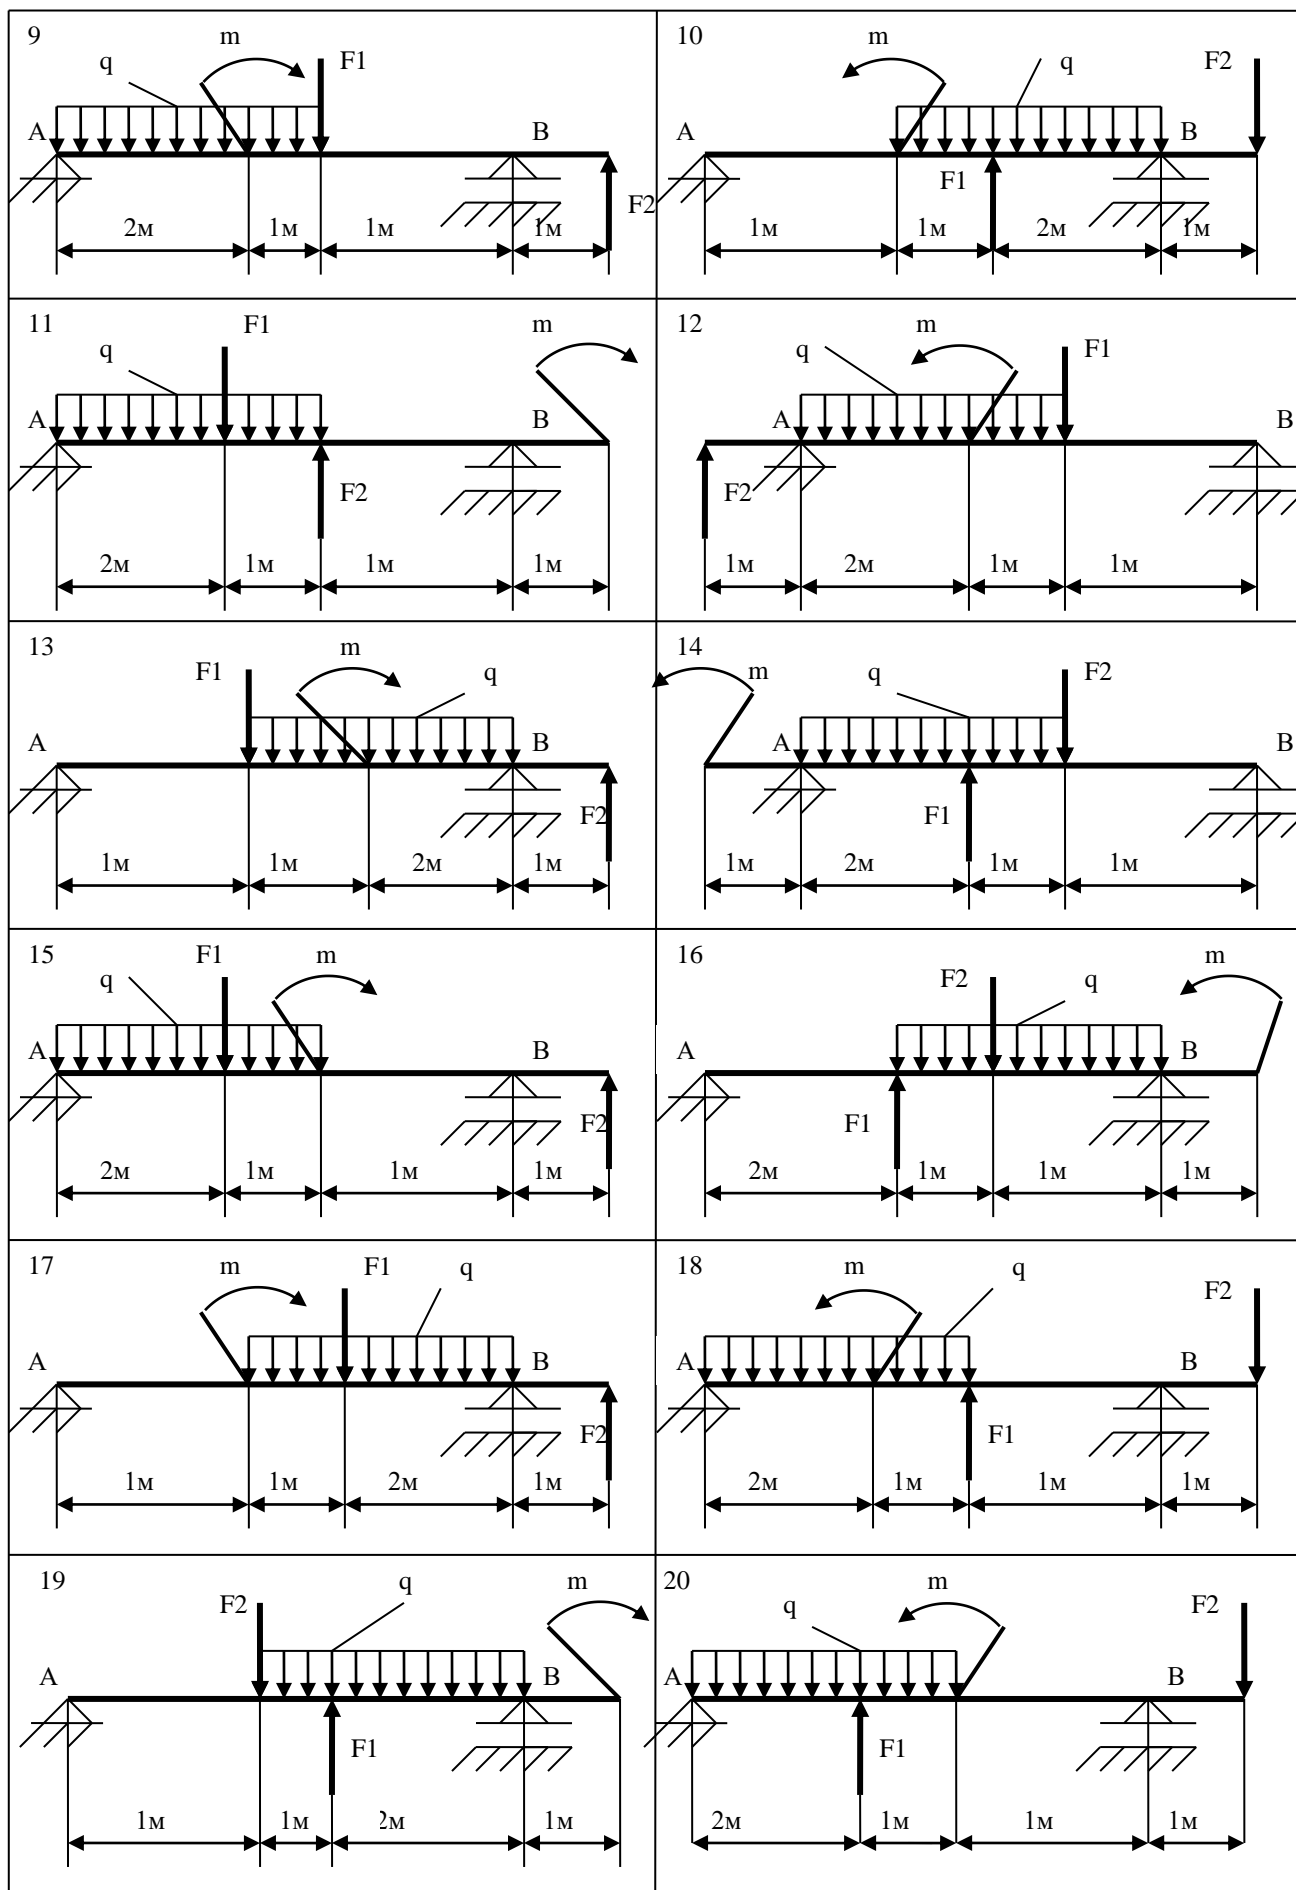 9 m F1
q
A B
F2
2м 1м 1м 1м
10 m q F2
A B
F1
1м 1м 2м 1м
11 F1 m
q
A B
F2
2м 1м 1м 1м
12 m F1
q
A B
F2
1м 2м 1м 1м
13 F1 m q
A B
F2
1м 1м 2м 1м
14 m q F2
A B
F1
1м 2м 1м 1м
15 F1 m
q
A B
F2
2м 1м 1м 1м
16 F2 q m
A B
F1
2м 1м 1м 1м
17 m F1 q
A B
F2
1м 1м 2м 1м
18 m q F2
A B
F1
2м 1м 1м 1м
19 F2 q m
A B
F1
1м 1м 2м 1м
20 q m F2
A B
F1
2м 1м 1м 1м